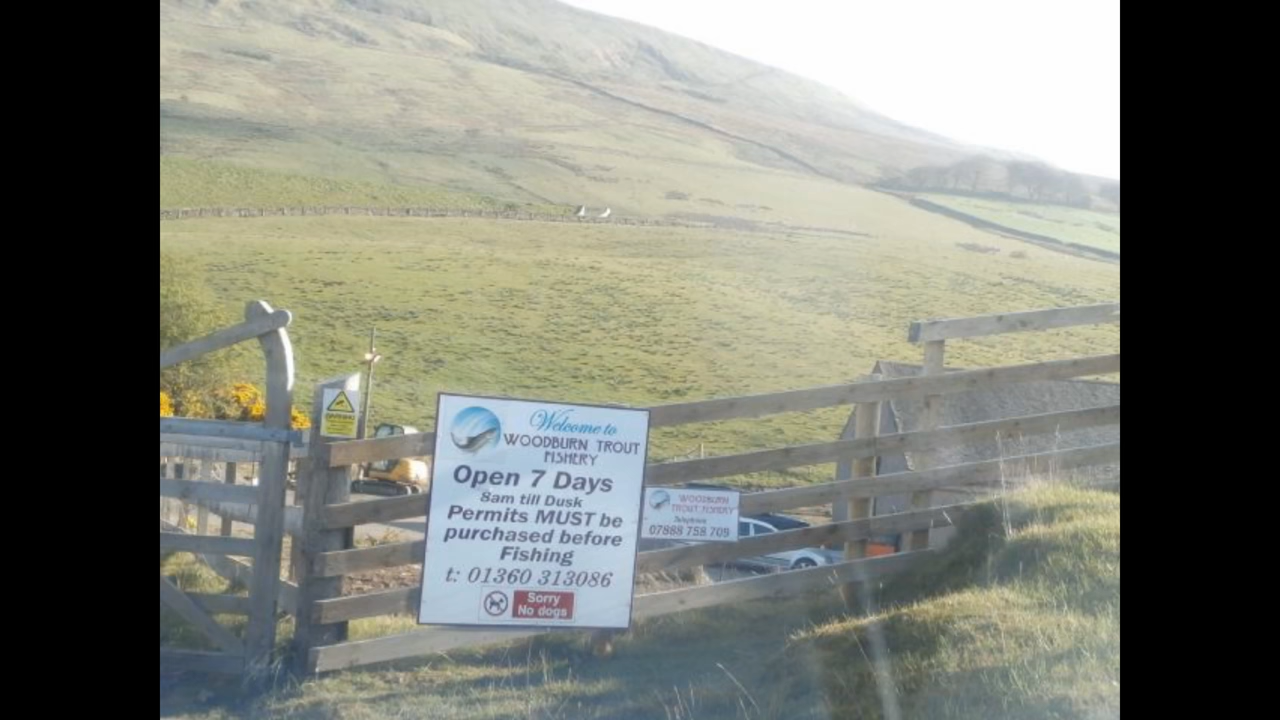 Welcome to
WOODBURN TROUT
FISHERY
Open 7 Days
8am till Dusk
Permits MUST be
purchased before
Fishing
t: 01360 313086
Sorry
No dogs
WOODBURN
TROUT FISHERY
Telephone
07888 758 709